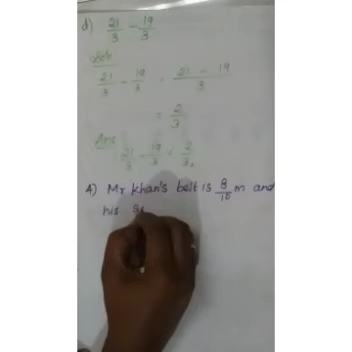 d) 21/3 - 19/3
Soln
21/3 - 19/3 = 21 - 19/3
= 2/3
Ans 21/3 - 19/3 = 2/3.
4) Mr khan's belt is 8/15 m and
his